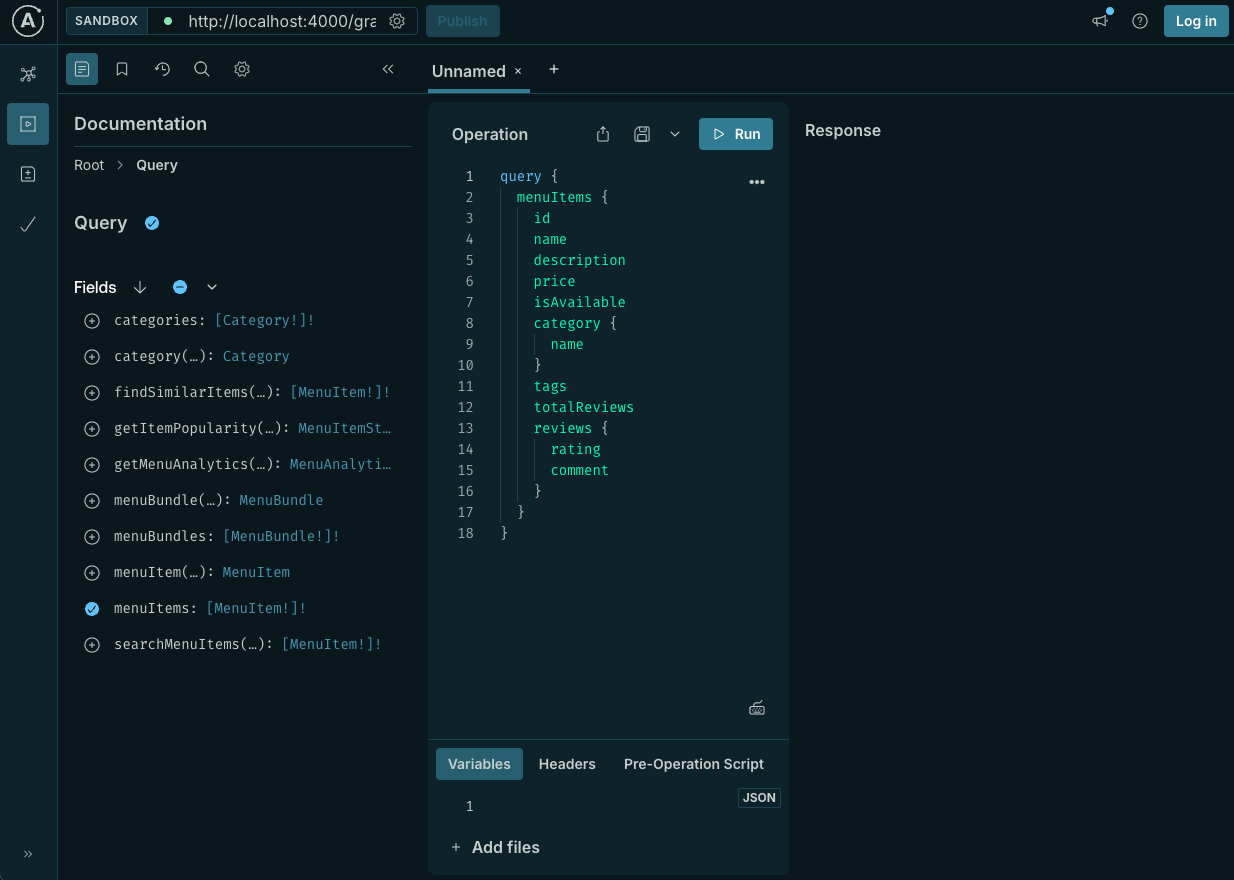 A
SANDBOX
http://localhost:4000/gra
Publish
Log in
Unnamed
Documentation
Root > Query
Query
Fields
categories: [Category!]!
category(…): Category
findSimilarItems(…): [MenuItem!]!
getItemPopularity(…): MenuItemSt…
getMenuAnalytics(…): MenuAnalyti…
menuBundle(…): MenuBundle
menuBundles: [MenuBundle!]!
menuItem(…): MenuItem
menuItems: [MenuItem!]!
searchMenuItems(…): [MenuItem!]!
Operation
Run
1 query {
2 menuItems {
3 id
4 name
5 description
6 price
7 isAvailable
8 category {
9 name
10 }
11 tags
12 totalReviews
13 reviews {
14 rating
15 comment
16 }
17 }
18 }
Variables
Headers
Pre-Operation Script
1
JSON
+ Add files
Response